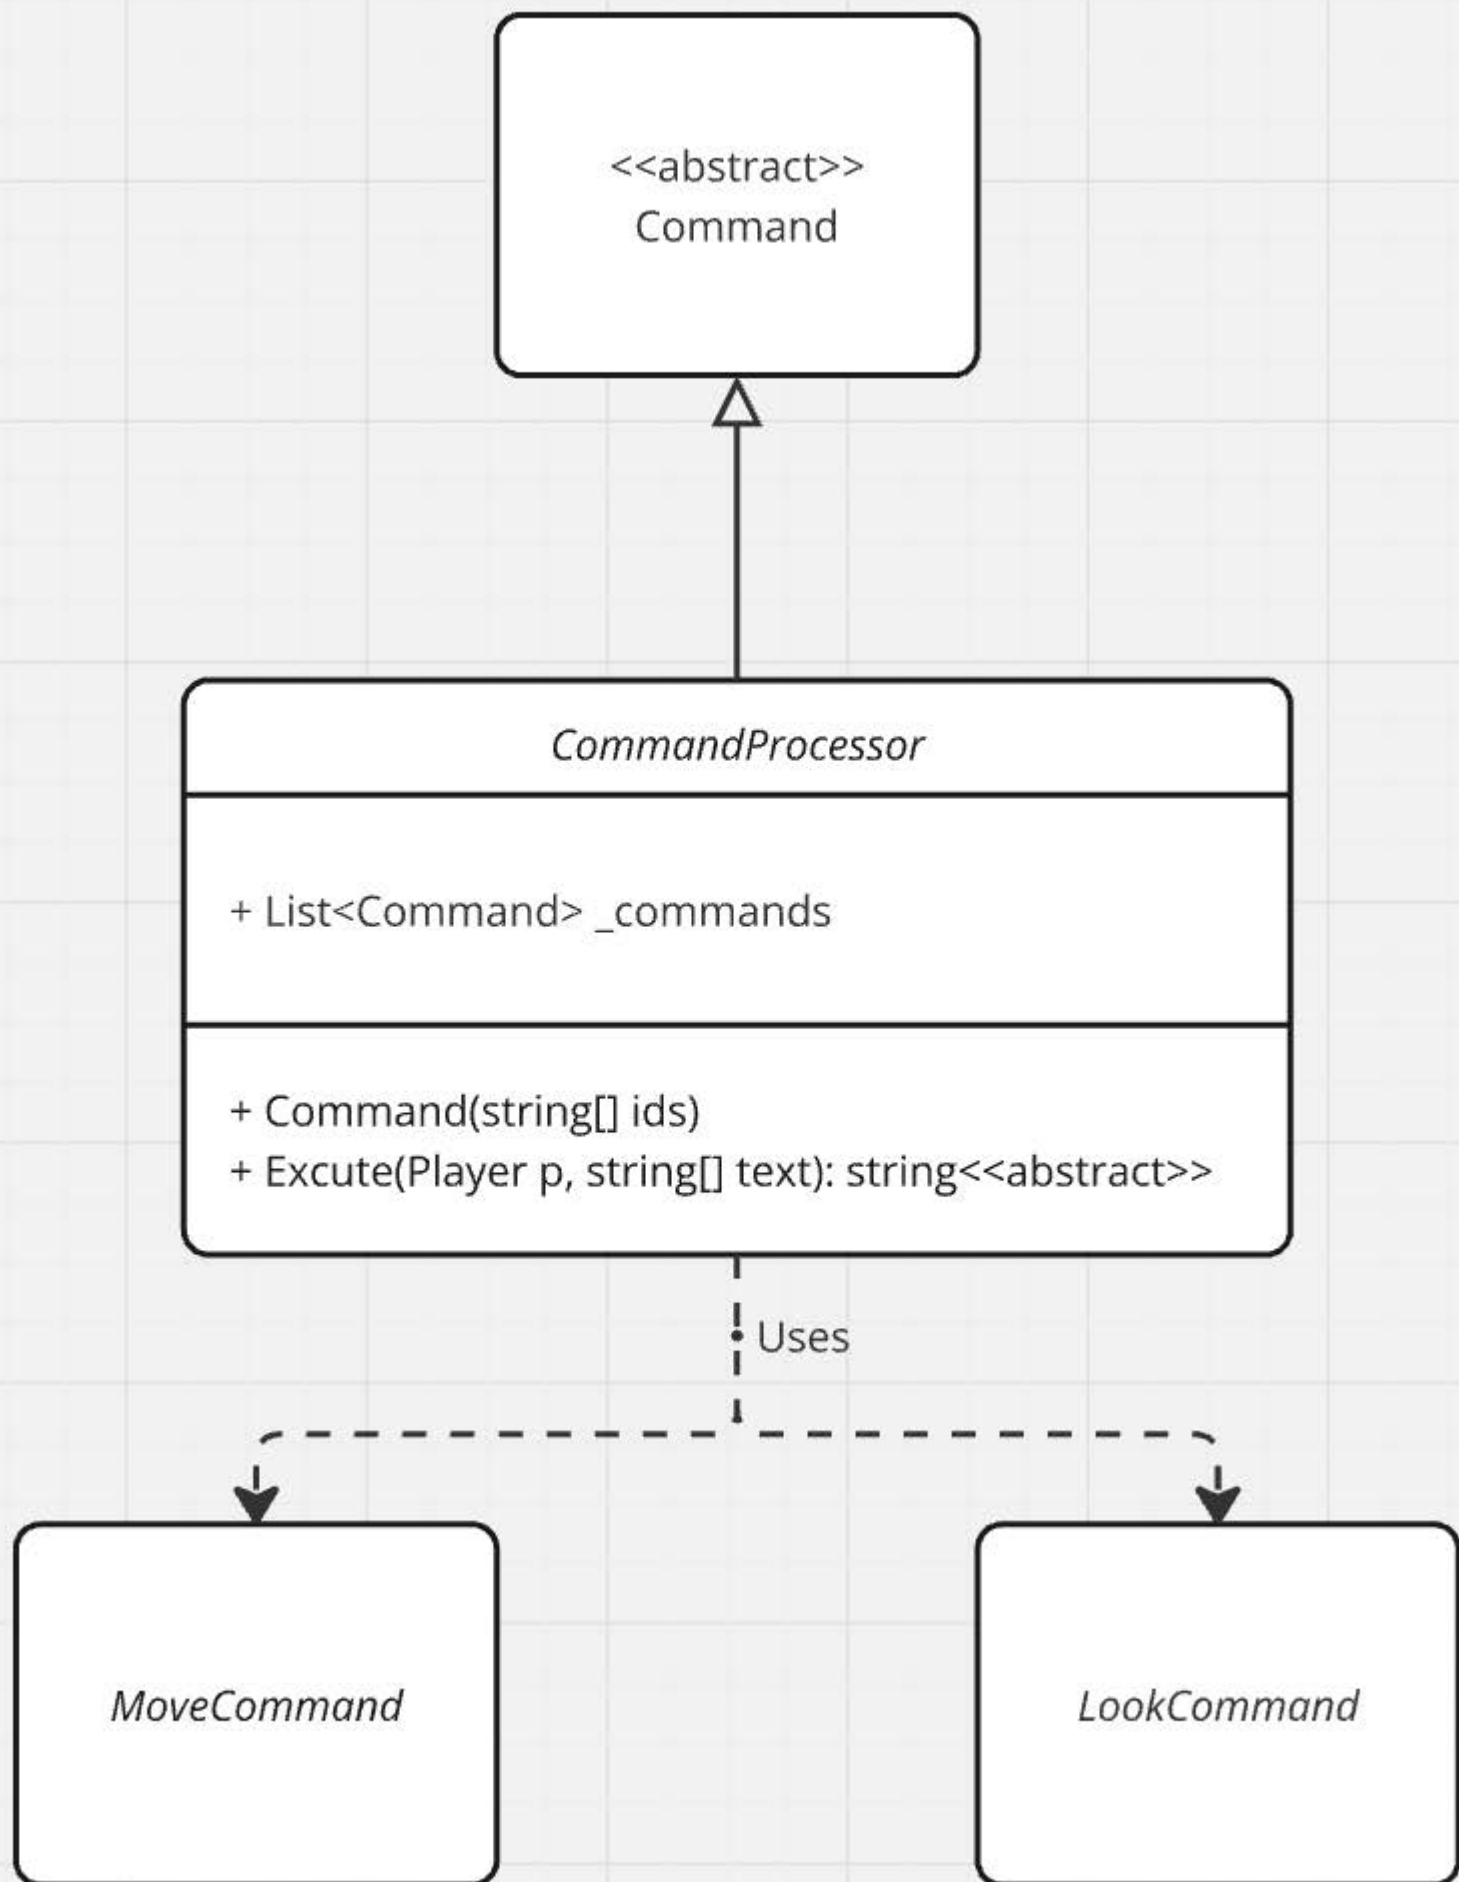 <<abstract>>
Command
CommandProcessor
+ List<Command> _commands
+ Command(string[] ids)
+ Excute(Player p, string[] text): string<<abstract>>
Uses
MoveCommand
LookCommand